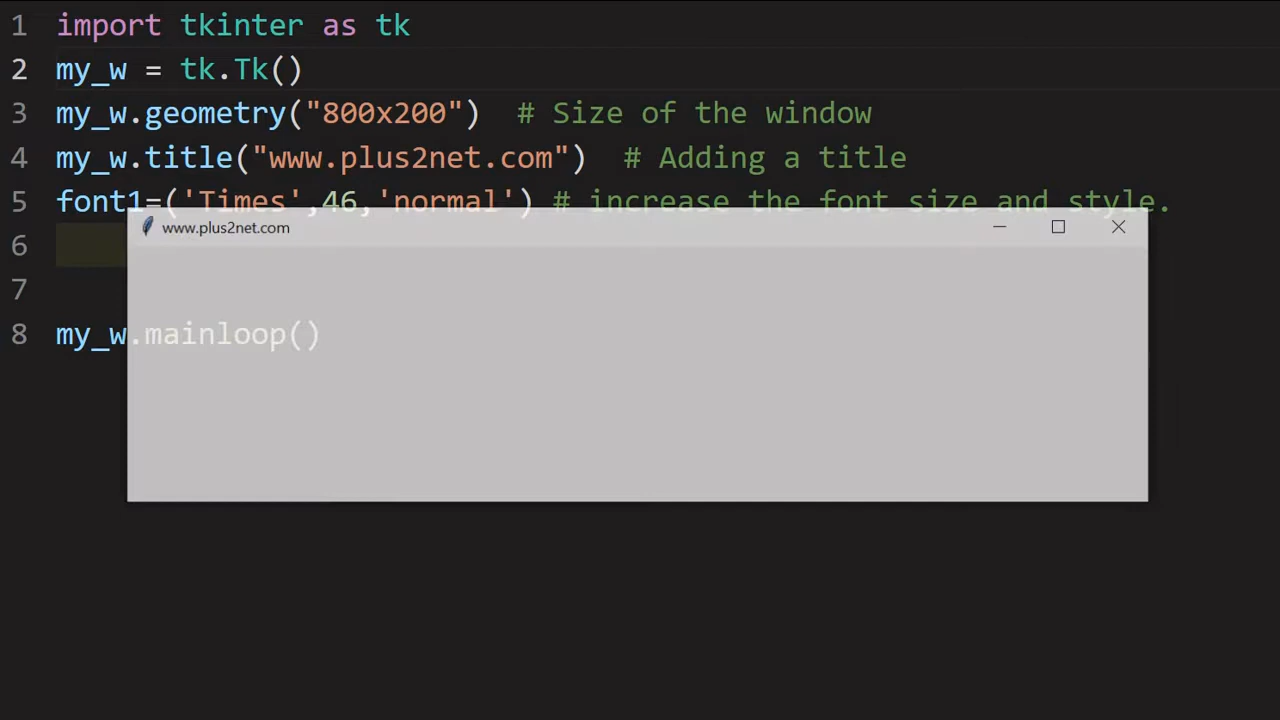 1 import tkinter as tk
2 my_w = tk.Tk()
3 my_w.geometry("800x200")  # Size of the window
4 my_w.title("www.plus2net.com")  # Adding a title
5 font1=('Times',46,'normal') # increase the font size and style.
www.plus2net.com
6
7
8 my_w.mainloop()